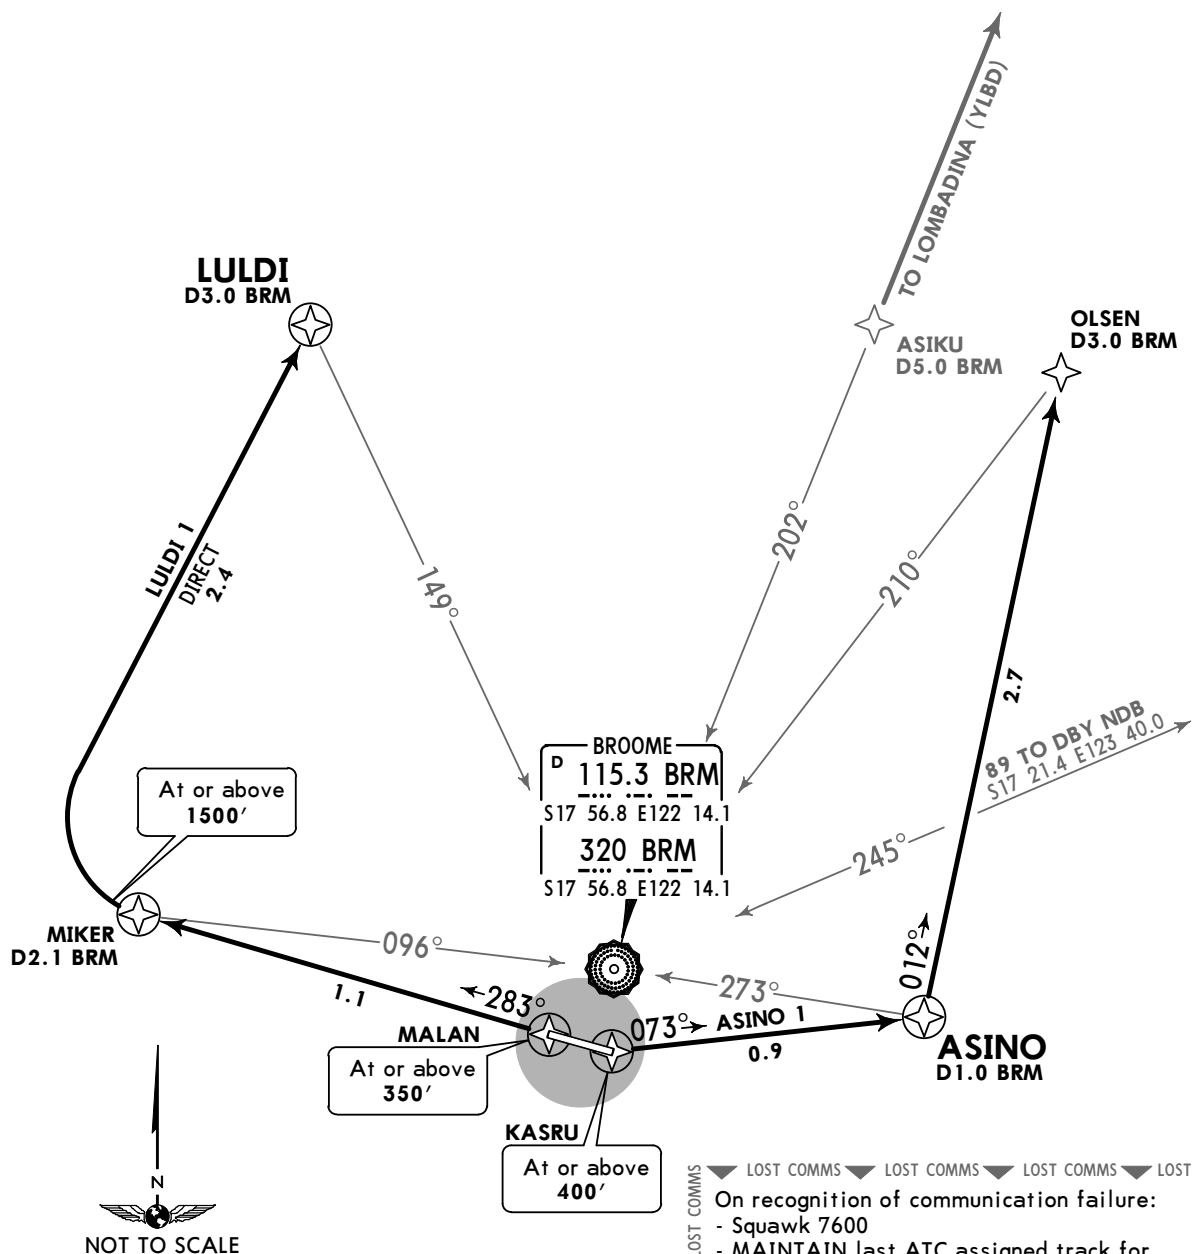 TO LOMBADINA (YLBD)
LULDI
D3.0 BRM
OLSEN
D3.0 BRM
ASIKU
D5.0 BRM
LULDI 1
DIRECT
2.4
149°
202°
210°
2.7
89 TO DBY NDB
S17 21.4 E123 40.0
BROOME
D 115.3 BRM
S17 56.8 E122 14.1
320 BRM
S17 56.8 E122 14.1
245°
At or above
1500'
MIKER
D2.1 BRM
096°
012°
1.1
283°
273°
MALAN
073°
ASINO 1
0.9
ASINO
D1.0 BRM
At or above
350'
KASRU
At or above
400'
N
NOT TO SCALE
LOST COMMS LOST COMMS LOST COMMS LOST
LOST COMMS
On recognition of communication failure:
- Squawk 7600
- MAINTAIN last ATC assigned track for